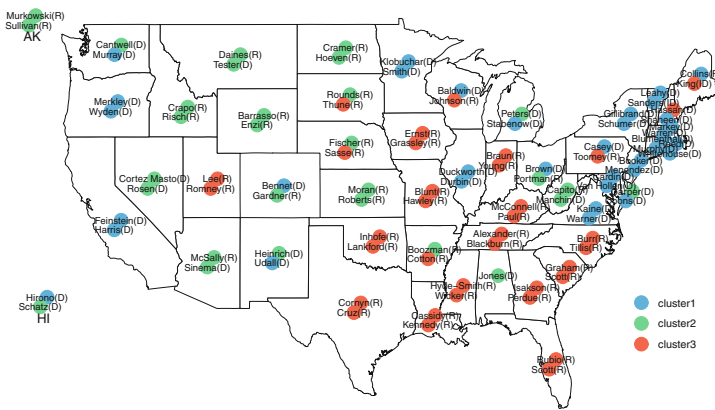 Murkowski(R)
Sullivan(R)
AK
Cantwell(D)
Murray(D)
Merkley(D)
Wyden(D)
Crapo(R)
Risch(R)
Daines(R)
Tester(D)
Barrasso(R)
Enzi(R)
Cramer(R)
Hoeven(R)
Rounds(R)
Thune(R)
Fischer(R)
Sasse(R)
Klobuchar(D)
Smith(D)
Baldwin(D)
Johnson(R)
Ernst(R)
Grassley(R)
Peters(D)
Stabenow(D)
Collins(R
King(ID)
Leahy(D)
Sanders(ID)
Gillibrand(D)
Schumer(D)
Casey(D)
Toomey(R)
Cortez Masto(D)
Rosen(D)
Lee(R)
Romney(R)
Bennet(D)
Gardner(R)
Moran(R)
Roberts(R)
Blunt(R)
Hawley(R)
Duckworth(D)
Durbin(D)
Braun(R)
Young(R)
Brown(D)
Portman(R)
Capito(R)
Manchin(D)
Booker(D)
Menendez(D)
Kaine(D)
Warner(D)
McConnell(R)
Paul(R)
Feinstein(D)
Harris(D)
McSally(R)
Sinema(D)
Heinrich(D)
Udall(D)
Inhofe(R)
Lankford(R)
Boozman(R)
Cotton(R)
Alexander(R)
Blackburn(R)
Burr(R)
Tillis(R)
Graham(R)
Scott(R)
Hirono(D)
Schatz(D)
HI
Cornyn(R)
Cruz(R)
Cassidy(R)
Kennedy(R)
Hyde-Smith(R)
Wicker(R)
Jones(D)
Isakson(R)
Perdue(R)
Rubio(R)
Scott(R)
cluster1
cluster2
cluster3